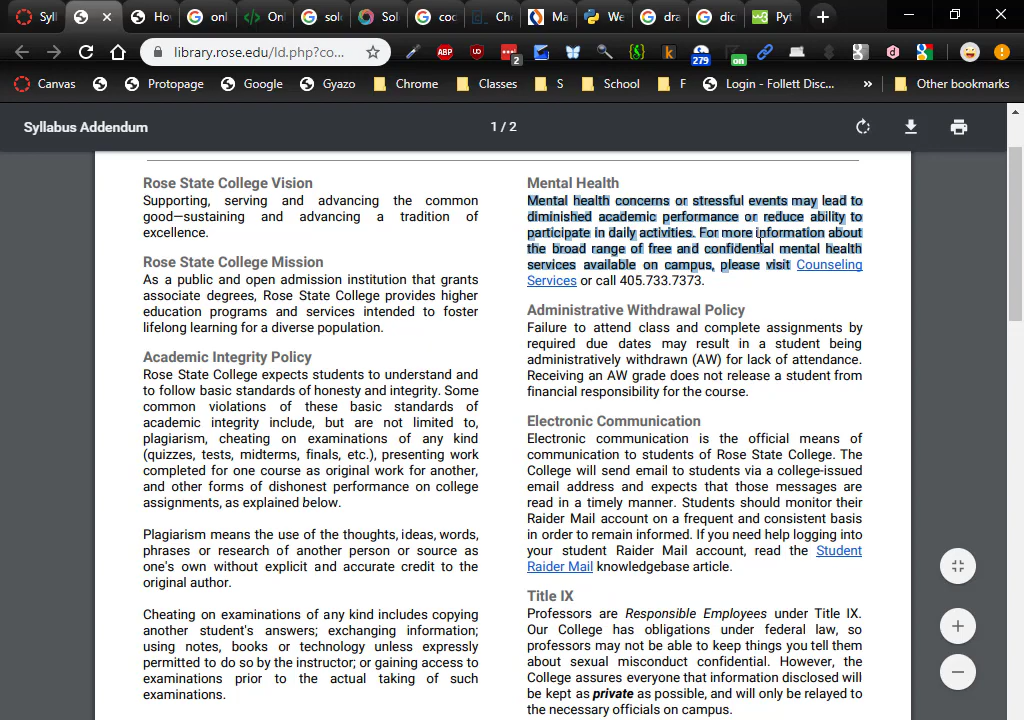 Syl
Ho
onl
Onl
sol
Sol
coc
Ch
Ma
We
dra
dic
Pyt
library.rose.edu/ld.php?co...
ABP
UD
2
279
on
Canvas
Protopage
Google
Gyazo
Chrome
Classes
S
School
F
Login - Follett Disc...
»
Other bookmarks
Syllabus Addendum
1 / 2
Rose State College Vision
Supporting, serving and advancing the common
good—sustaining and advancing a tradition of
excellence.
Rose State College Mission
As a public and open admission institution that grants
associate degrees, Rose State College provides higher
education programs and services intended to foster
lifelong learning for a diverse population.
Academic Integrity Policy
Rose State College expects students to understand and
to follow basic standards of honesty and integrity. Some
common violations of these basic standards of
academic integrity include, but are not limited to,
plagiarism, cheating on examinations of any kind
(quizzes, tests, midterms, finals, etc.), presenting work
completed for one course as original work for another,
and other forms of dishonest performance on college
assignments, as explained below.
Plagiarism means the use of the thoughts, ideas, words,
phrases or research of another person or source as
one's own without explicit and accurate credit to the
original author.
Cheating on examinations of any kind includes copying
another student's answers; exchanging information;
using notes, books or technology unless expressly
permitted to do so by the instructor; or gaining access to
examinations prior to the actual taking of such
examinations.
Mental Health
Mental health concerns or stressful events may lead to
diminished academic performance or reduce ability to
participate in daily activities. For more information about
the broad range of free and confidential mental health
services available on campus, please visit Counseling
Services or call 405.733.7373.
Administrative Withdrawal Policy
Failure to attend class and complete assignments by
required due dates may result in a student being
administratively withdrawn (AW) for lack of attendance.
Receiving an AW grade does not release a student from
financial responsibility for the course.
Electronic Communication
Electronic communication is the official means of
communication to students of Rose State College. The
College will send email to students via a college-issued
email address and expects that those messages are
read in a timely manner. Students should monitor their
Raider Mail account on a frequent and consistent basis
in order to remain informed. If you need help logging into
your student Raider Mail account, read the Student
Raider Mail knowledgebase article.
Title IX
Professors are Responsible Employees under Title IX.
Our College has obligations under federal law, so
professors may not be able to keep things you tell them
about sexual misconduct confidential. However, the
College assures everyone that information disclosed will
be kept as private as possible, and will only be relayed to
the necessary officials on campus.